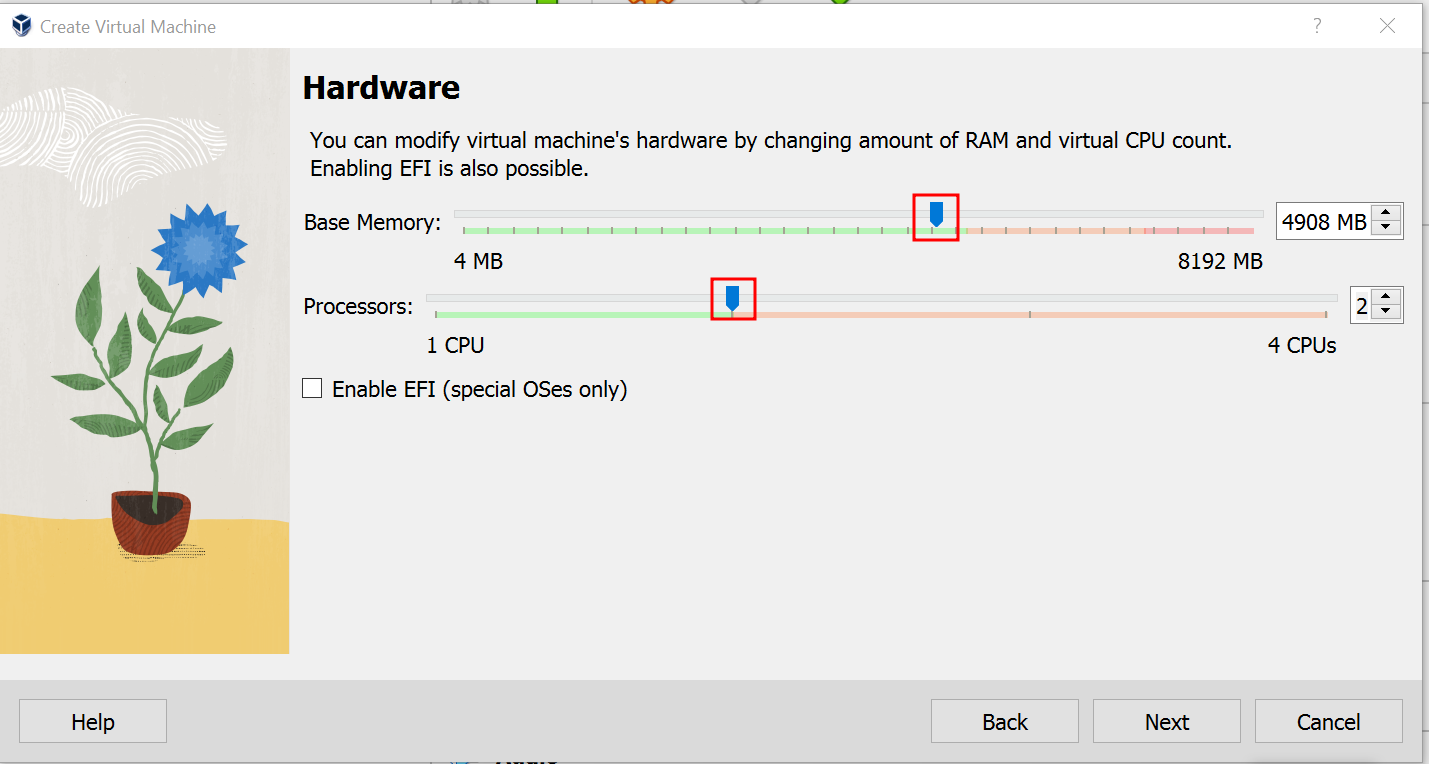 Create Virtual Machine
?
Hardware
You can modify virtual machine's hardware by changing amount of RAM and virtual CPU count.
Enabling EFI is also possible.
Base Memory: 4908 MB
4 MB 8192 MB
Processors: 2
1 CPU 4 CPUs
Enable EFI (special OSes only)
Help Back Next Cancel